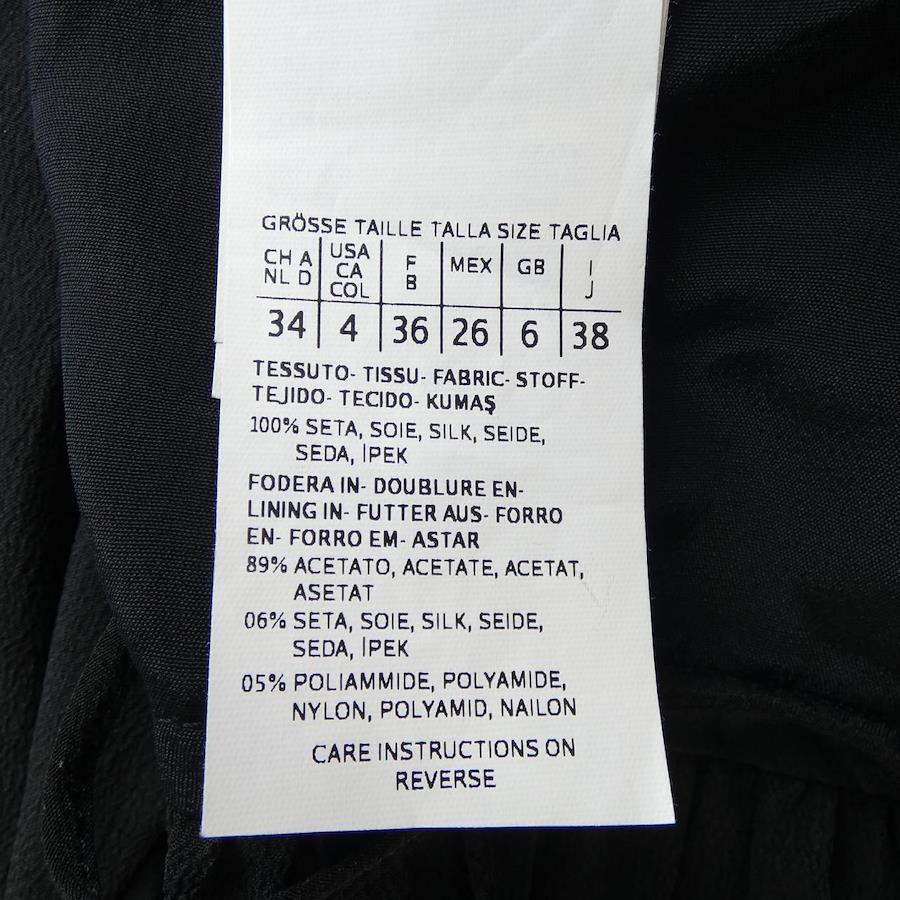 GRÖSSE TAILLE TALLA SIZE TAGLIA
CH A NL D | USA CA COL | F B | MEX | GB | I J
34 | 4 | 36 | 26 | 6 | 38
TESSUTO- TISSU- FABRIC- STOFF-
TEJIDO- TECIDO- KUMAŞ
100% SETA, SOIE, SILK, SEIDE,
SEDA, İPEK
FODERA IN- DOUBLURE EN-
LINING IN- FUTTER AUS- FORRO
EN- FORRO EM- ASTAR
89% ACETATO, ACETATE, ACETAT,
ASETAT
06% SETA, SOIE, SILK, SEIDE,
SEDA, İPEK
05% POLIAMMIDE, POLYAMIDE,
NYLON, POLYAMID, NAILON
CARE INSTRUCTIONS ON
REVERSE